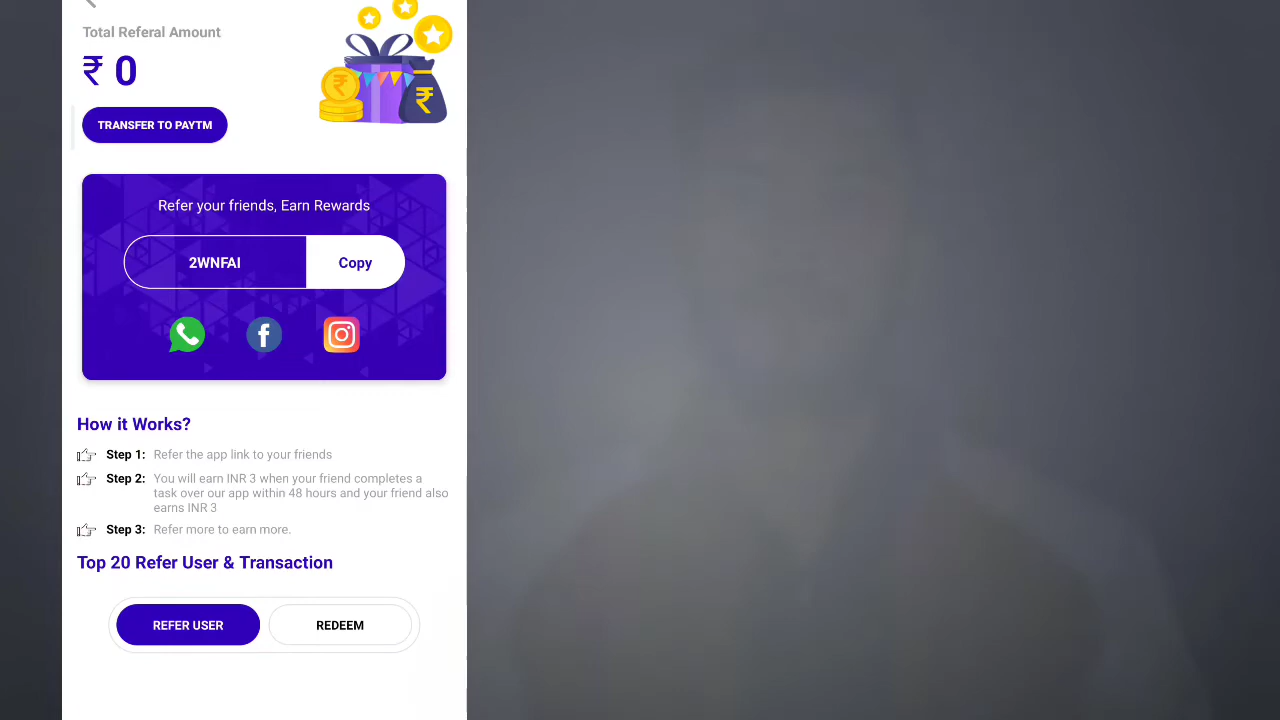 Total Referal Amount
₹ 0
TRANSFER TO PAYTM
₹
₹
Refer your friends, Earn Rewards
2WNFAI
Copy
How it Works?
Step 1: Refer the app link to your friends
Step 2: You will earn INR 3 when your friend completes a
task over our app within 48 hours and your friend also
earns INR 3
Step 3: Refer more to earn more.
Top 20 Refer User & Transaction
REFER USER
REDEEM